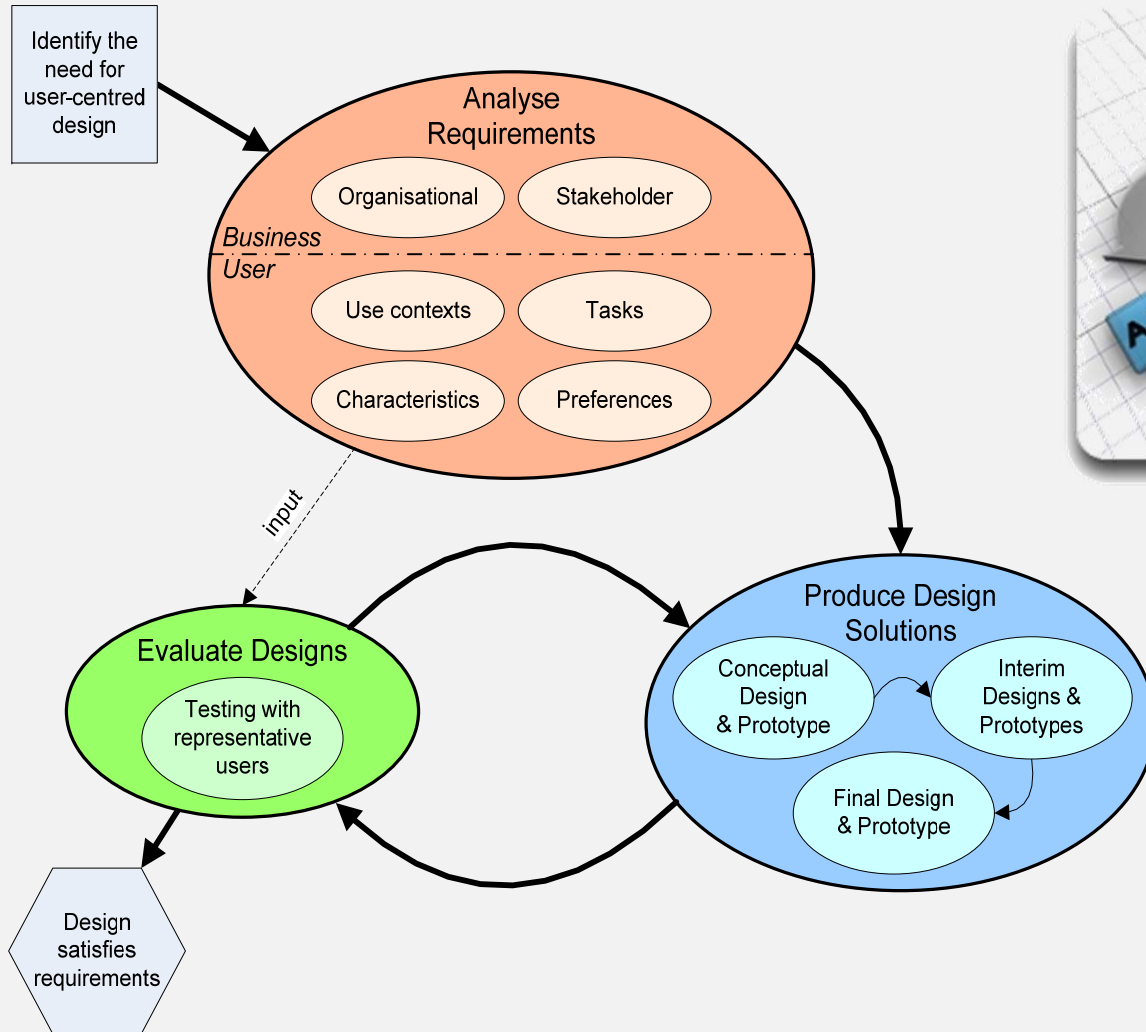 Identify the
need for
user-centred
design
Analyse
Requirements
Organisational
Stakeholder
Business
User
Use contexts
Tasks
Characteristics
Preferences
input
Evaluate Designs
Testing with
representative
users
Produce Design
Solutions
Conceptual
Design
& Prototype
Interim
Designs &
Prototypes
Final Design
& Prototype
Design
satisfies
requirements
A